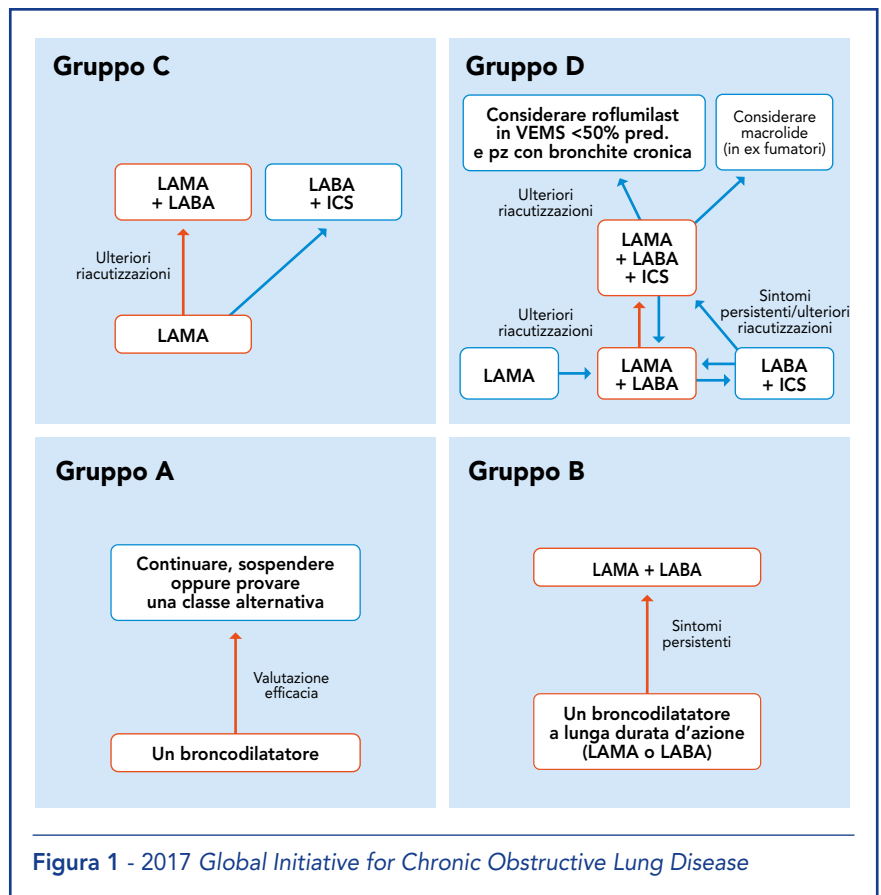 Gruppo C
LAMA
+ LABA
LABA
+ ICS
Ulteriori
riacutizzazioni
LAMA
Gruppo D
Considerare roflumilast
in VEMS <50% pred.
e pz con bronchite cronica
Considerare
macrolide
(in ex fumatori)
Ulteriori
riacutizzazioni
LAMA
+ LABA
+ ICS
Ulteriori
riacutizzazioni
Sintomi
persistenti/ulteriori
riacutizzazioni
LAMA
LAMA
+ LABA
LABA
+ ICS
Gruppo A
Continuare, sospendere
oppure provare
una classe alternativa
Valutazione
efficacia
Un broncodilatatore
Gruppo B
LAMA + LABA
Sintomi
persistenti
Un broncodilatatore
a lunga durata d'azione
(LAMA o LABA)
Figura 1 - 2017 Global Initiative for Chronic Obstructive Lung Disease